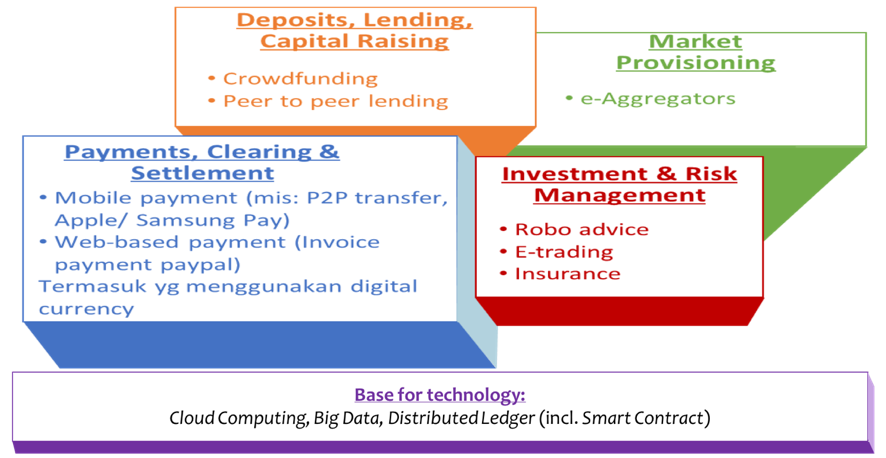 Deposits, Lending,
Capital Raising
• Crowdfunding
• Peer to peer lending
Market
Provisioning
• e-Aggregators
Payments, Clearing &
Settlement
• Mobile payment (mis: P2P transfer,
Apple/ Samsung Pay)
• Web-based payment (Invoice
payment paypal)
Termasuk yg menggunakan digital
currency
Investment & Risk
Management
• Robo advice
• E-trading
• Insurance
Base for technology:
Cloud Computing, Big Data, Distributed Ledger (incl. Smart Contract)